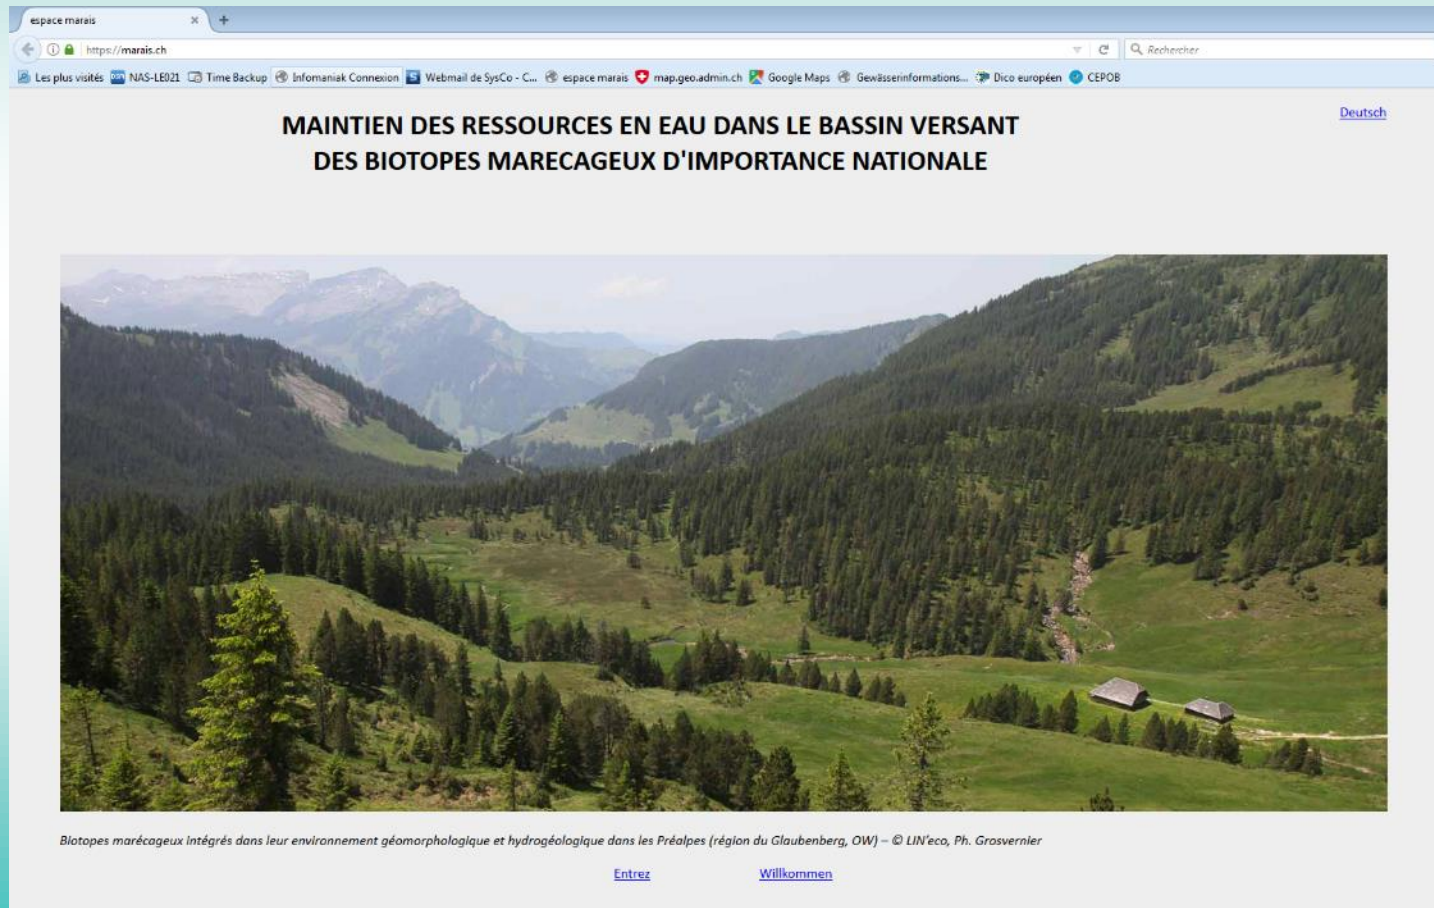 espace marais
https://marais.ch
Rechercher
Les plus visités NAS-LE021 Time Backup Infomaniak Connexion Webmail de SysCo - C... espace marais map.geo.admin.ch Google Maps Gewässerinformations... Dico européen CEPOB
Deutsch
MAINTIEN DES RESSOURCES EN EAU DANS LE BASSIN VERSANT
DES BIOTOPES MARECAGEUX D'IMPORTANCE NATIONALE
Biotopes marécageux intégrés dans leur environnement géomorphologique et hydrogéologique dans les Préalpes (région du Glaubenberg, OW) – © LIN'eco, Ph. Grosvernier
Entrez Willkommen